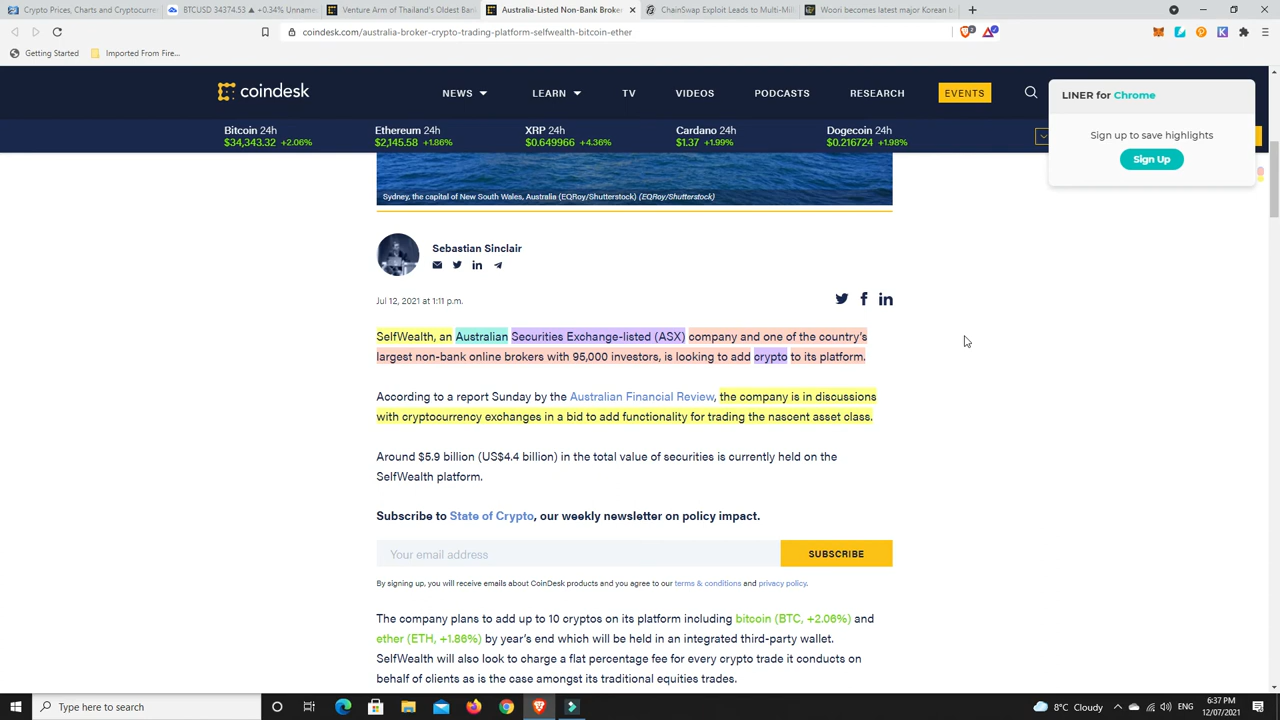 Crypto Prices, Charts and Cryptocurr
BTCUSD 34374.53 ▲ +0.34% Unname
Venture Arm of Thailand's Oldest Ban
Australia-Listed Non-Bank Broker
ChainSwap Exploit Leads to Multi-Mil
Woori becomes latest major Korean b
coindesk.com/australia-broker-crypto-trading-platform-selfwealth-bitcoin-ether
Getting Started
Imported From Fire...
coindesk
NEWS
LEARN
TV
VIDEOS
PODCASTS
RESEARCH
EVENTS
LINER for Chrome
Sign up to save highlights
Sign Up
Bitcoin 24h
$34,343.32 +2.06%
Ethereum 24h
$2,145.58 +1.86%
XRP 24h
$0.649966 +4.36%
Cardano 24h
$1.37 +1.99%
Dogecoin 24h
$0.216724 +1.98%
Sydney, the capital of New South Wales, Australia (EQRoy/Shutterstock) (EQRoy/Shutterstock)
Sebastian Sinclair
Jul 12, 2021 at 1:11 p.m.
SelfWealth, an Australian Securities Exchange-listed (ASX) company and one of the country's
largest non-bank online brokers with 95,000 investors, is looking to add crypto to its platform.
According to a report Sunday by the Australian Financial Review, the company is in discussions
with cryptocurrency exchanges in a bid to add functionality for trading the nascent asset class.
Around $5.9 billion (US$4.4 billion) in the total value of securities is currently held on the
SelfWealth platform.
Subscribe to State of Crypto, our weekly newsletter on policy impact.
Your email address
SUBSCRIBE
By signing up, you will receive emails about CoinDesk products and you agree to our terms & conditions and privacy policy.
The company plans to add up to 10 cryptos on its platform including bitcoin (BTC, +2.06%) and
ether (ETH, +1.86%) by year's end which will be held in an integrated third-party wallet.
SelfWealth will also look to charge a flat percentage fee for every crypto trade it conducts on
behalf of clients as is the case amongst its traditional equities trades.
Type here to search
8°C Cloudy
ENG
6:37 PM
12/07/2021